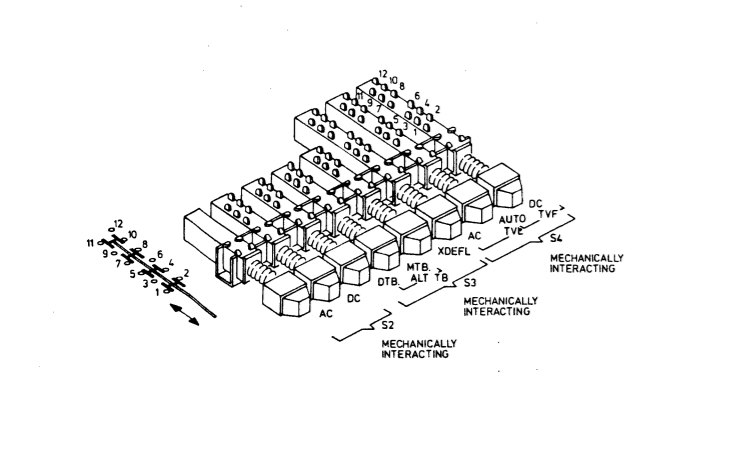 12
10
8
6
4
2
11
9
7
5
3
1
12
10
8
6
4
2
11
9
7
5
3
1
DC
TVF
AUTO
TVF
AC
XDEFL
MTB.
ALT TB
DTB.
DC
AC
S4
MECHANICALLY
INTERACTING
S3
MECHANICALLY
INTERACTING
S2
MECHANICALLY
INTERACTING